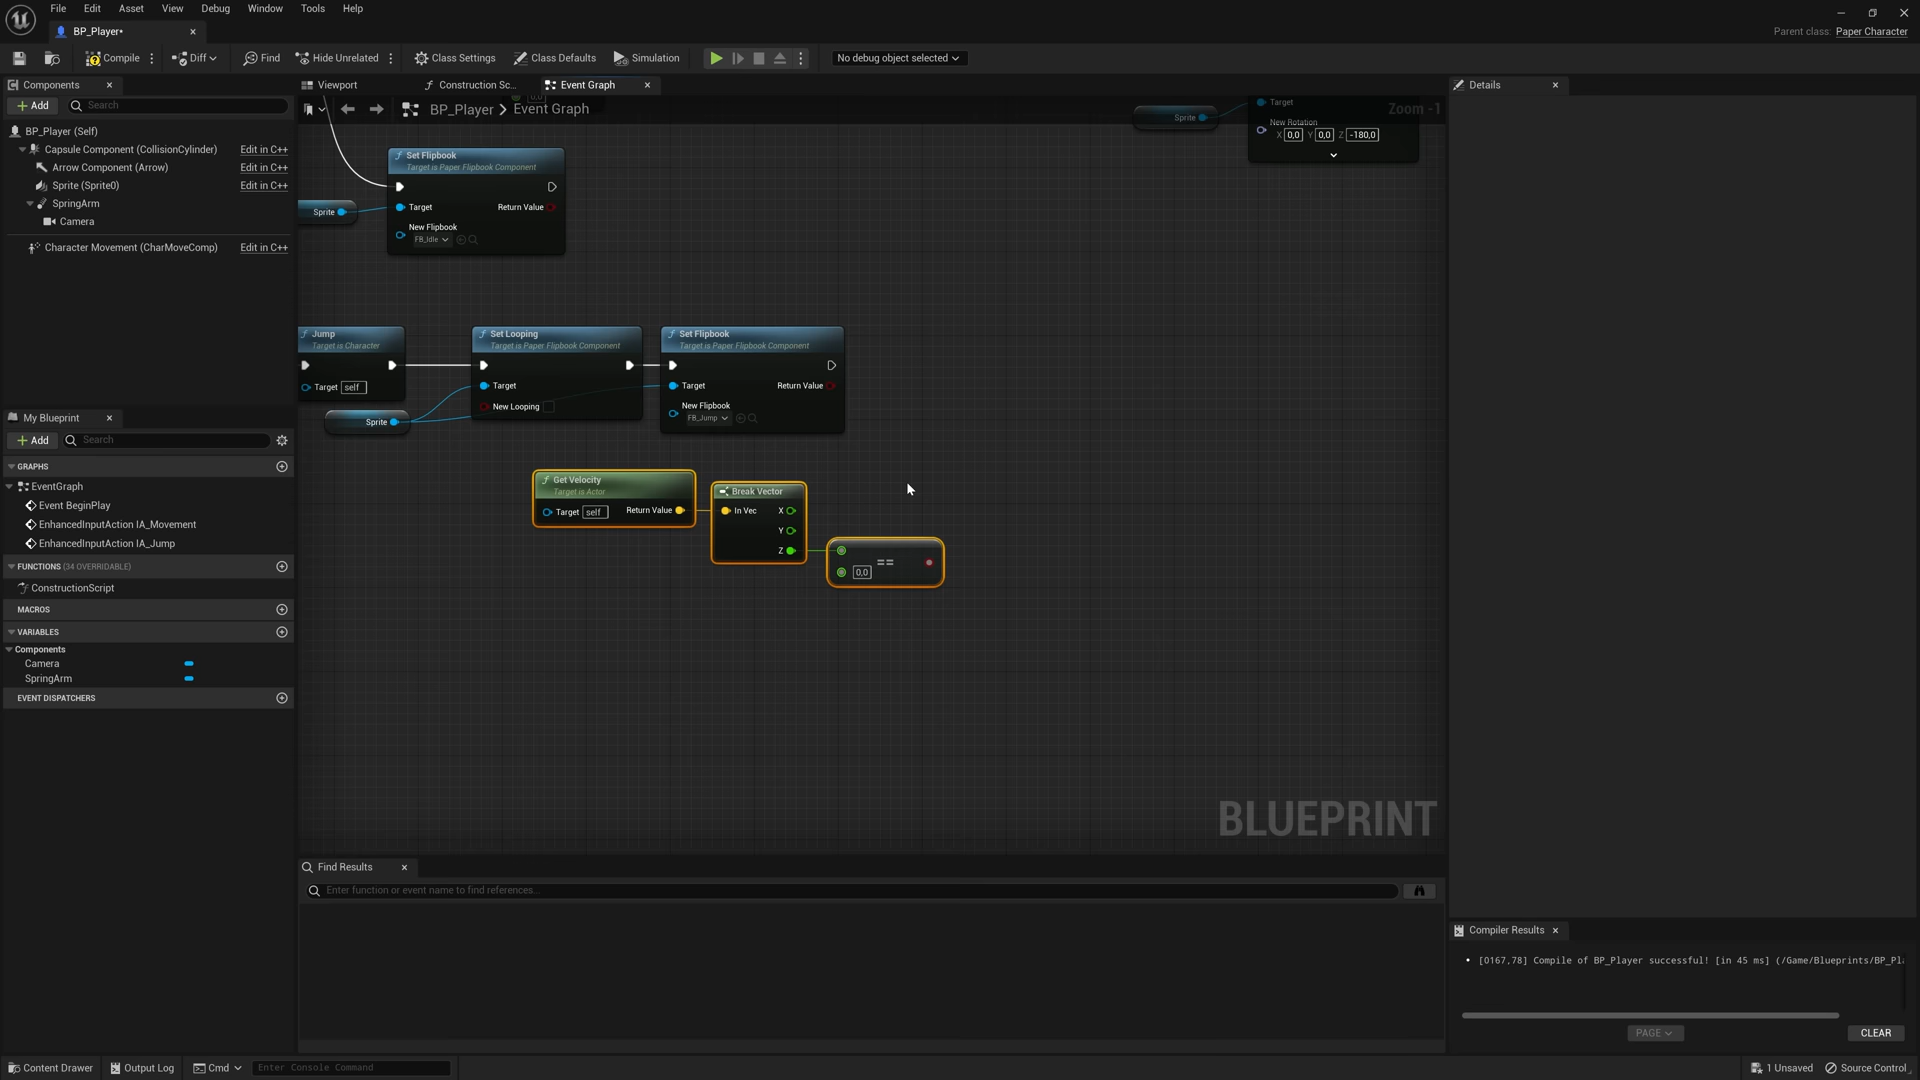 File Edit Asset View Debug Window Tools Help
BP_Player•
Parent class: Paper Character
Compile Diff Find Hide Unrelated Class Settings Class Defaults Simulation No debug object selected
Components
Add Search
BP_Player (Self)
Capsule Component (CollisionCylinder) Edit in C++
Arrow Component (Arrow) Edit in C++
Sprite (Sprite0) Edit in C++
SpringArm
Camera
Character Movement (CharMoveComp) Edit in C++
My Blueprint
Add Search
GRAPHS
EventGraph
Event BeginPlay
EnhancedInputAction IA_Movement
EnhancedInputAction IA_Jump
FUNCTIONS (34 OVERRIDABLE)
ConstructionScript
MACROS
VARIABLES
Components
Camera
SpringArm
EVENT DISPATCHERS
Viewport Construction Sc... Event Graph
BP_Player > Event Graph
Zoom -1
Sprite
Target
New Rotation
X 0,0 Y 0,0 Z -180,0
Set Flipbook
Target is Paper Flipbook Component
Sprite
Target Return Value
New Flipbook
FB_Idle
Jump
Target is Character
Target self
Sprite
Set Looping
Target is Paper Flipbook Component
Target
New Looping
Set Flipbook
Target is Paper Flipbook Component
Target Return Value
New Flipbook
FB_Jump
Get Velocity
Target is Actor
Target self Return Value
Break Vector
In Vec X
Y
Z
==
0,0
BLUEPRINT
Find Results
Enter function or event name to find references...
Details
Compiler Results
• [0167,78] Compile of BP_Player successful! [in 45 ms] (/Game/Blueprints/BP_Pl
PAGE
CLEAR
Content Drawer Output Log Cmd Enter Console Command
1 Unsaved Source Control